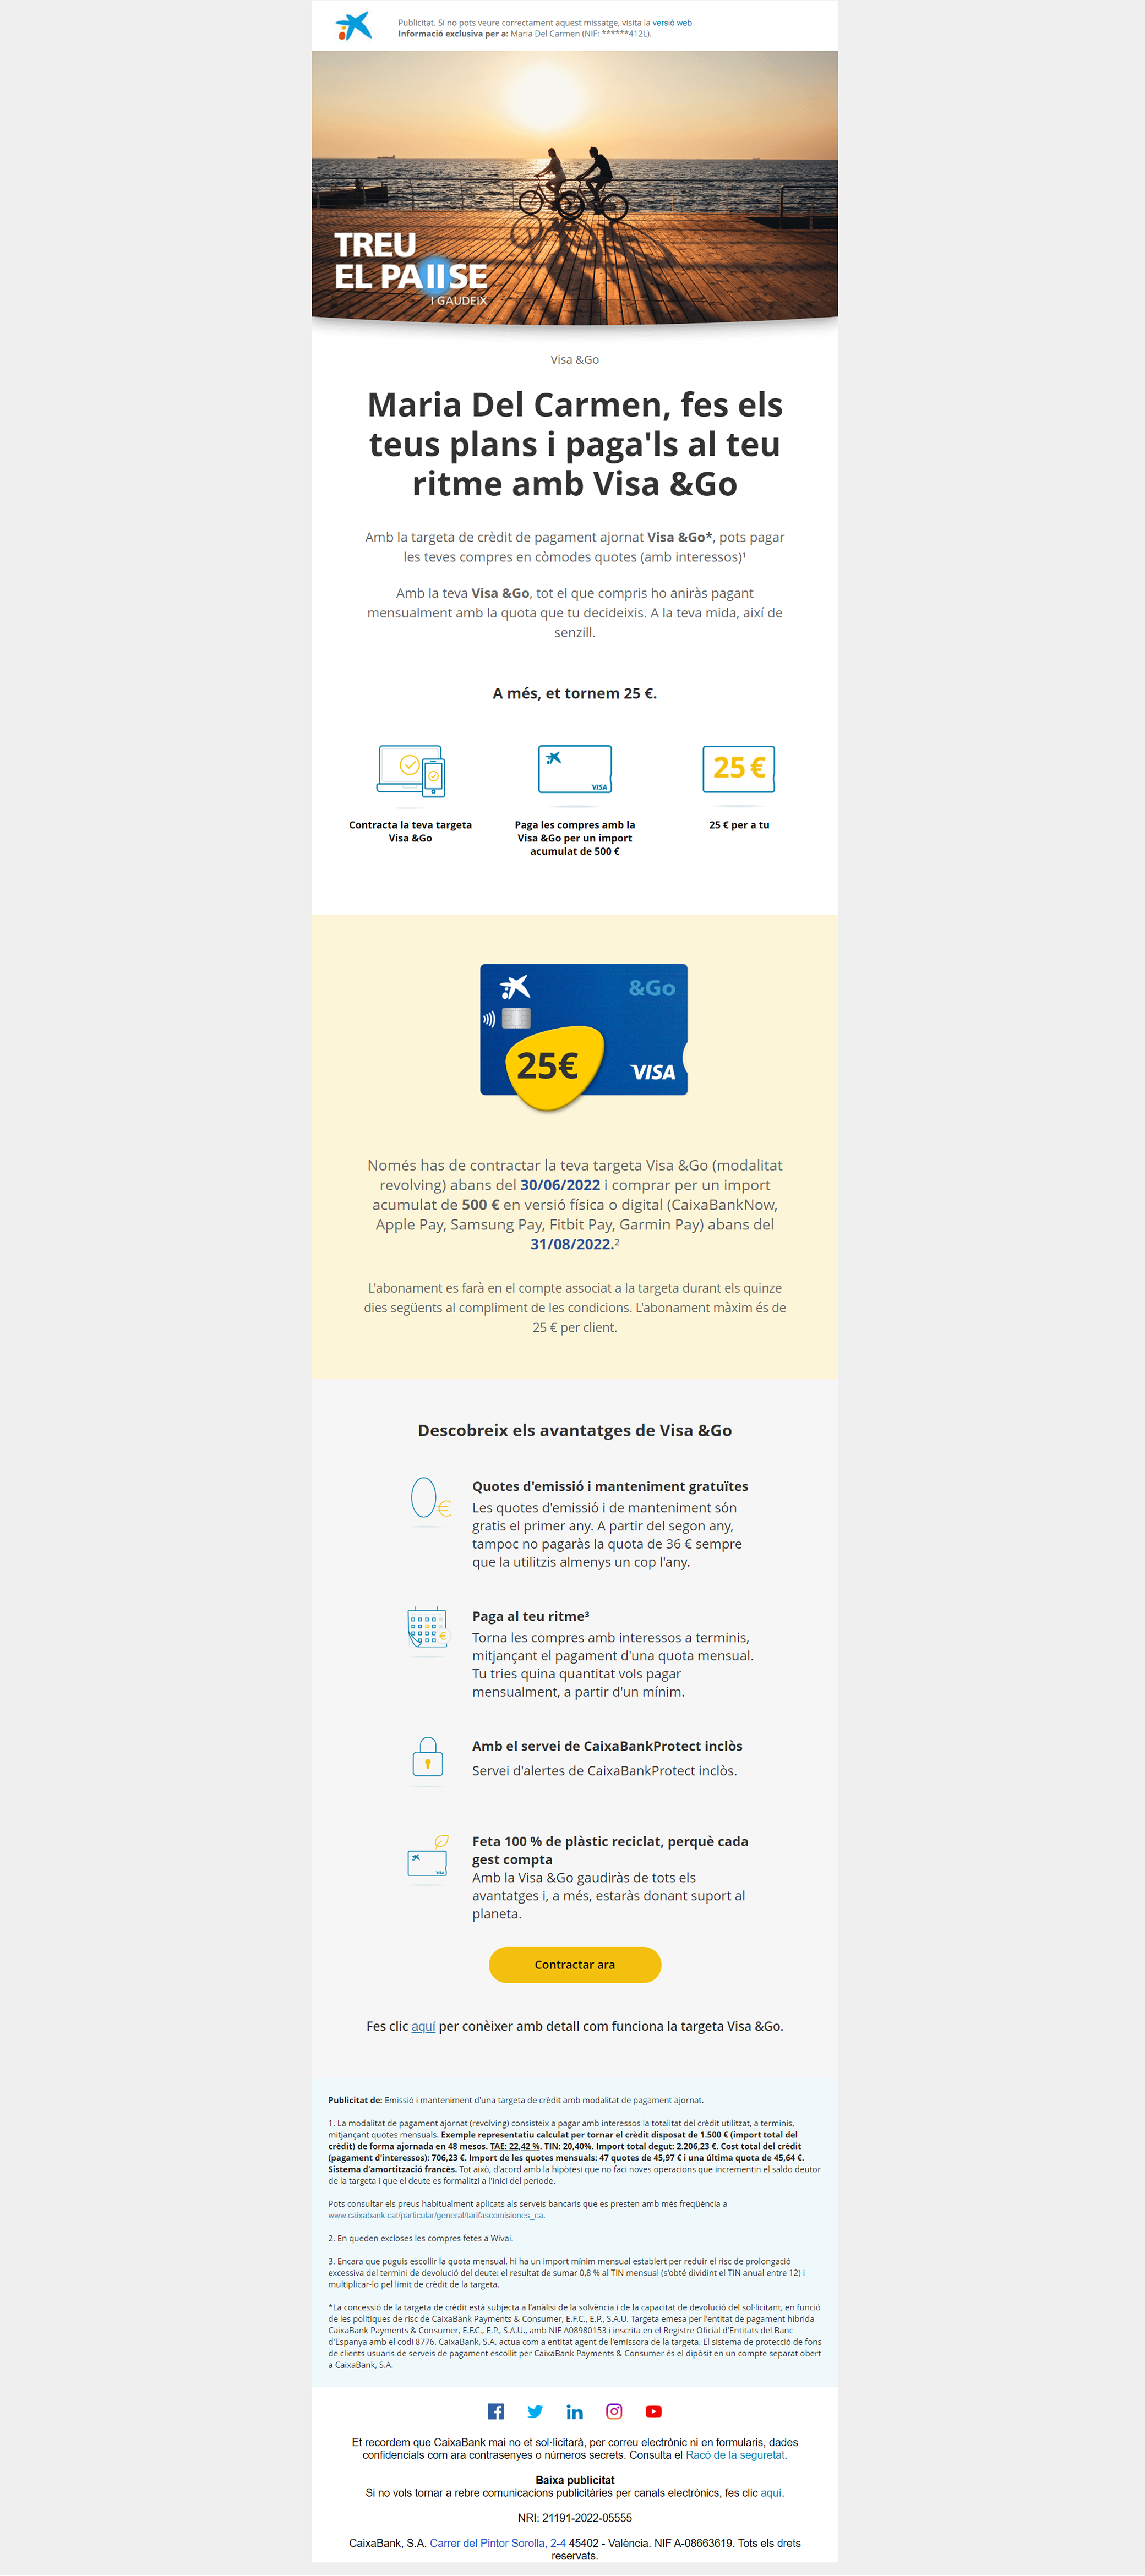 Publicitat. Si no pots veure correctament aquest missatge, visita la versió web
Informació exclusiva per a: Maria Del Carmen (NIF: ******412L).
TREU
EL PAUSE
I GAUDEIX
Visa &Go
Maria Del Carmen, fes els
teus plans i paga'ls al teu
ritme amb Visa &Go
Amb la targeta de crèdit de pagament ajornat Visa &Go*, pots pagar
les teves compres en còmodes quotes (amb interessos)¹
Amb la teva Visa &Go, tot el que compris ho aniràs pagant
mensualment amb la quota que tu decideixis. A la teva mida, així de
senzill.
A més, et tornem 25 €.
VISA
25 €
Contracta la teva targeta
Visa &Go
Paga les compres amb la
Visa &Go per un import
acumulat de 500 €
25 € per a tu
&Go
25€
VISA
Només has de contractar la teva targeta Visa &Go (modalitat
revolving) abans del 30/06/2022 i comprar per un import
acumulat de 500 € en versió física o digital (CaixaBankNow,
Apple Pay, Samsung Pay, Fitbit Pay, Garmin Pay) abans del
31/08/2022.²
L'abonament es farà en el compte associat a la targeta durant els quinze
dies següents al compliment de les condicions. L'abonament màxim és de
25 € per client.
Descobreix els avantatges de Visa &Go
0€
Quotes d'emissió i manteniment gratuïtes
Les quotes d'emissió i de manteniment són
gratis el primer any. A partir del segon any,
tampoc no pagaràs la quota de 36 € sempre
que la utilitzis almenys un cop l'any.
€
Paga al teu ritme³
Torna les compres amb interessos a terminis,
mitjançant el pagament d'una quota mensual.
Tu tries quina quantitat vols pagar
mensualment, a partir d'un mínim.
Amb el servei de CaixaBankProtect inclòs
Servei d'alertes de CaixaBankProtect inclòs.
VISA
Feta 100 % de plàstic reciclat, perquè cada
gest compta
Amb la Visa &Go gaudiràs de tots els
avantatges i, a més, estaràs donant suport al
planeta.
Contractar ara
Fes clic aquí per conèixer amb detall com funciona la targeta Visa &Go.
Publicitat de: Emissió i manteniment d'una targeta de crèdit amb modalitat de pagament ajornat.
1. La modalitat de pagament ajornat (revolving) consisteix a pagar amb interessos la totalitat del crèdit utilitzat, a terminis,
mitjançant quotes mensuals. Exemple representatiu calculat per tornar el crèdit disposat de 1.500 € (import total del
crèdit) de forma ajornada en 48 mesos. TAE: 22,42 %. TIN: 20,40%. Import total degut: 2.206,23 €. Cost total del crèdit
(pagament d'interessos): 706,23 €. Import de les quotes mensuals: 47 quotes de 45,97 € i una última quota de 45,64 €.
Sistema d'amortització francès. Tot això, d'acord amb la hipòtesi que no faci noves operacions que incrementin el saldo deutor
de la targeta i que el deute es formalitzi a l'inici del període.
Pots consultar els preus habitualment aplicats als serveis bancaris que es presten amb més freqüència a
www.caixabank.cat/particular/general/tarifascomisiones_ca.
2. En queden excloses les compres fetes a Wivai.
3. Encara que puguis escollir la quota mensual, hi ha un import mínim mensual establert per reduir el risc de prolongació
excessiva del termini de devolució del deute: el resultat de sumar 0,8 % al TIN mensual (s'obté dividint el TIN anual entre 12) i
multiplicar-lo pel límit de crèdit de la targeta.
*La concessió de la targeta de crèdit està subjecta a l'anàlisi de la solvència i de la capacitat de devolució del sol·licitant, en funció
de les polítiques de risc de CaixaBank Payments & Consumer, E.F.C., E.P., S.A.U. Targeta emesa per l'entitat de pagament híbrida
CaixaBank Payments & Consumer, E.F.C., E.P., S.A.U., amb NIF A08980153 i inscrita en el Registre Oficial d'Entitats del Banc
d'Espanya amb el codi 8776. CaixaBank, S.A. actua com a entitat agent de l'emissora de la targeta. El sistema de protecció de fons
de clients usuaris de serveis de pagament escollit per CaixaBank Payments & Consumer és el dipòsit en un compte separat obert
a CaixaBank, S.A.
Et recordem que CaixaBank mai no et sol·licitarà, per correu electrònic ni en formularis, dades
confidencials com ara contrasenyes o números secrets. Consulta el Racó de la seguretat.
Baixa publicitat
Si no vols tornar a rebre comunicacions publicitàries per canals electrònics, fes clic aquí.
NRI: 21191-2022-05555
CaixaBank, S.A. Carrer del Pintor Sorolla, 2-4 45402 - València. NIF A-08663619. Tots els drets
reservats.